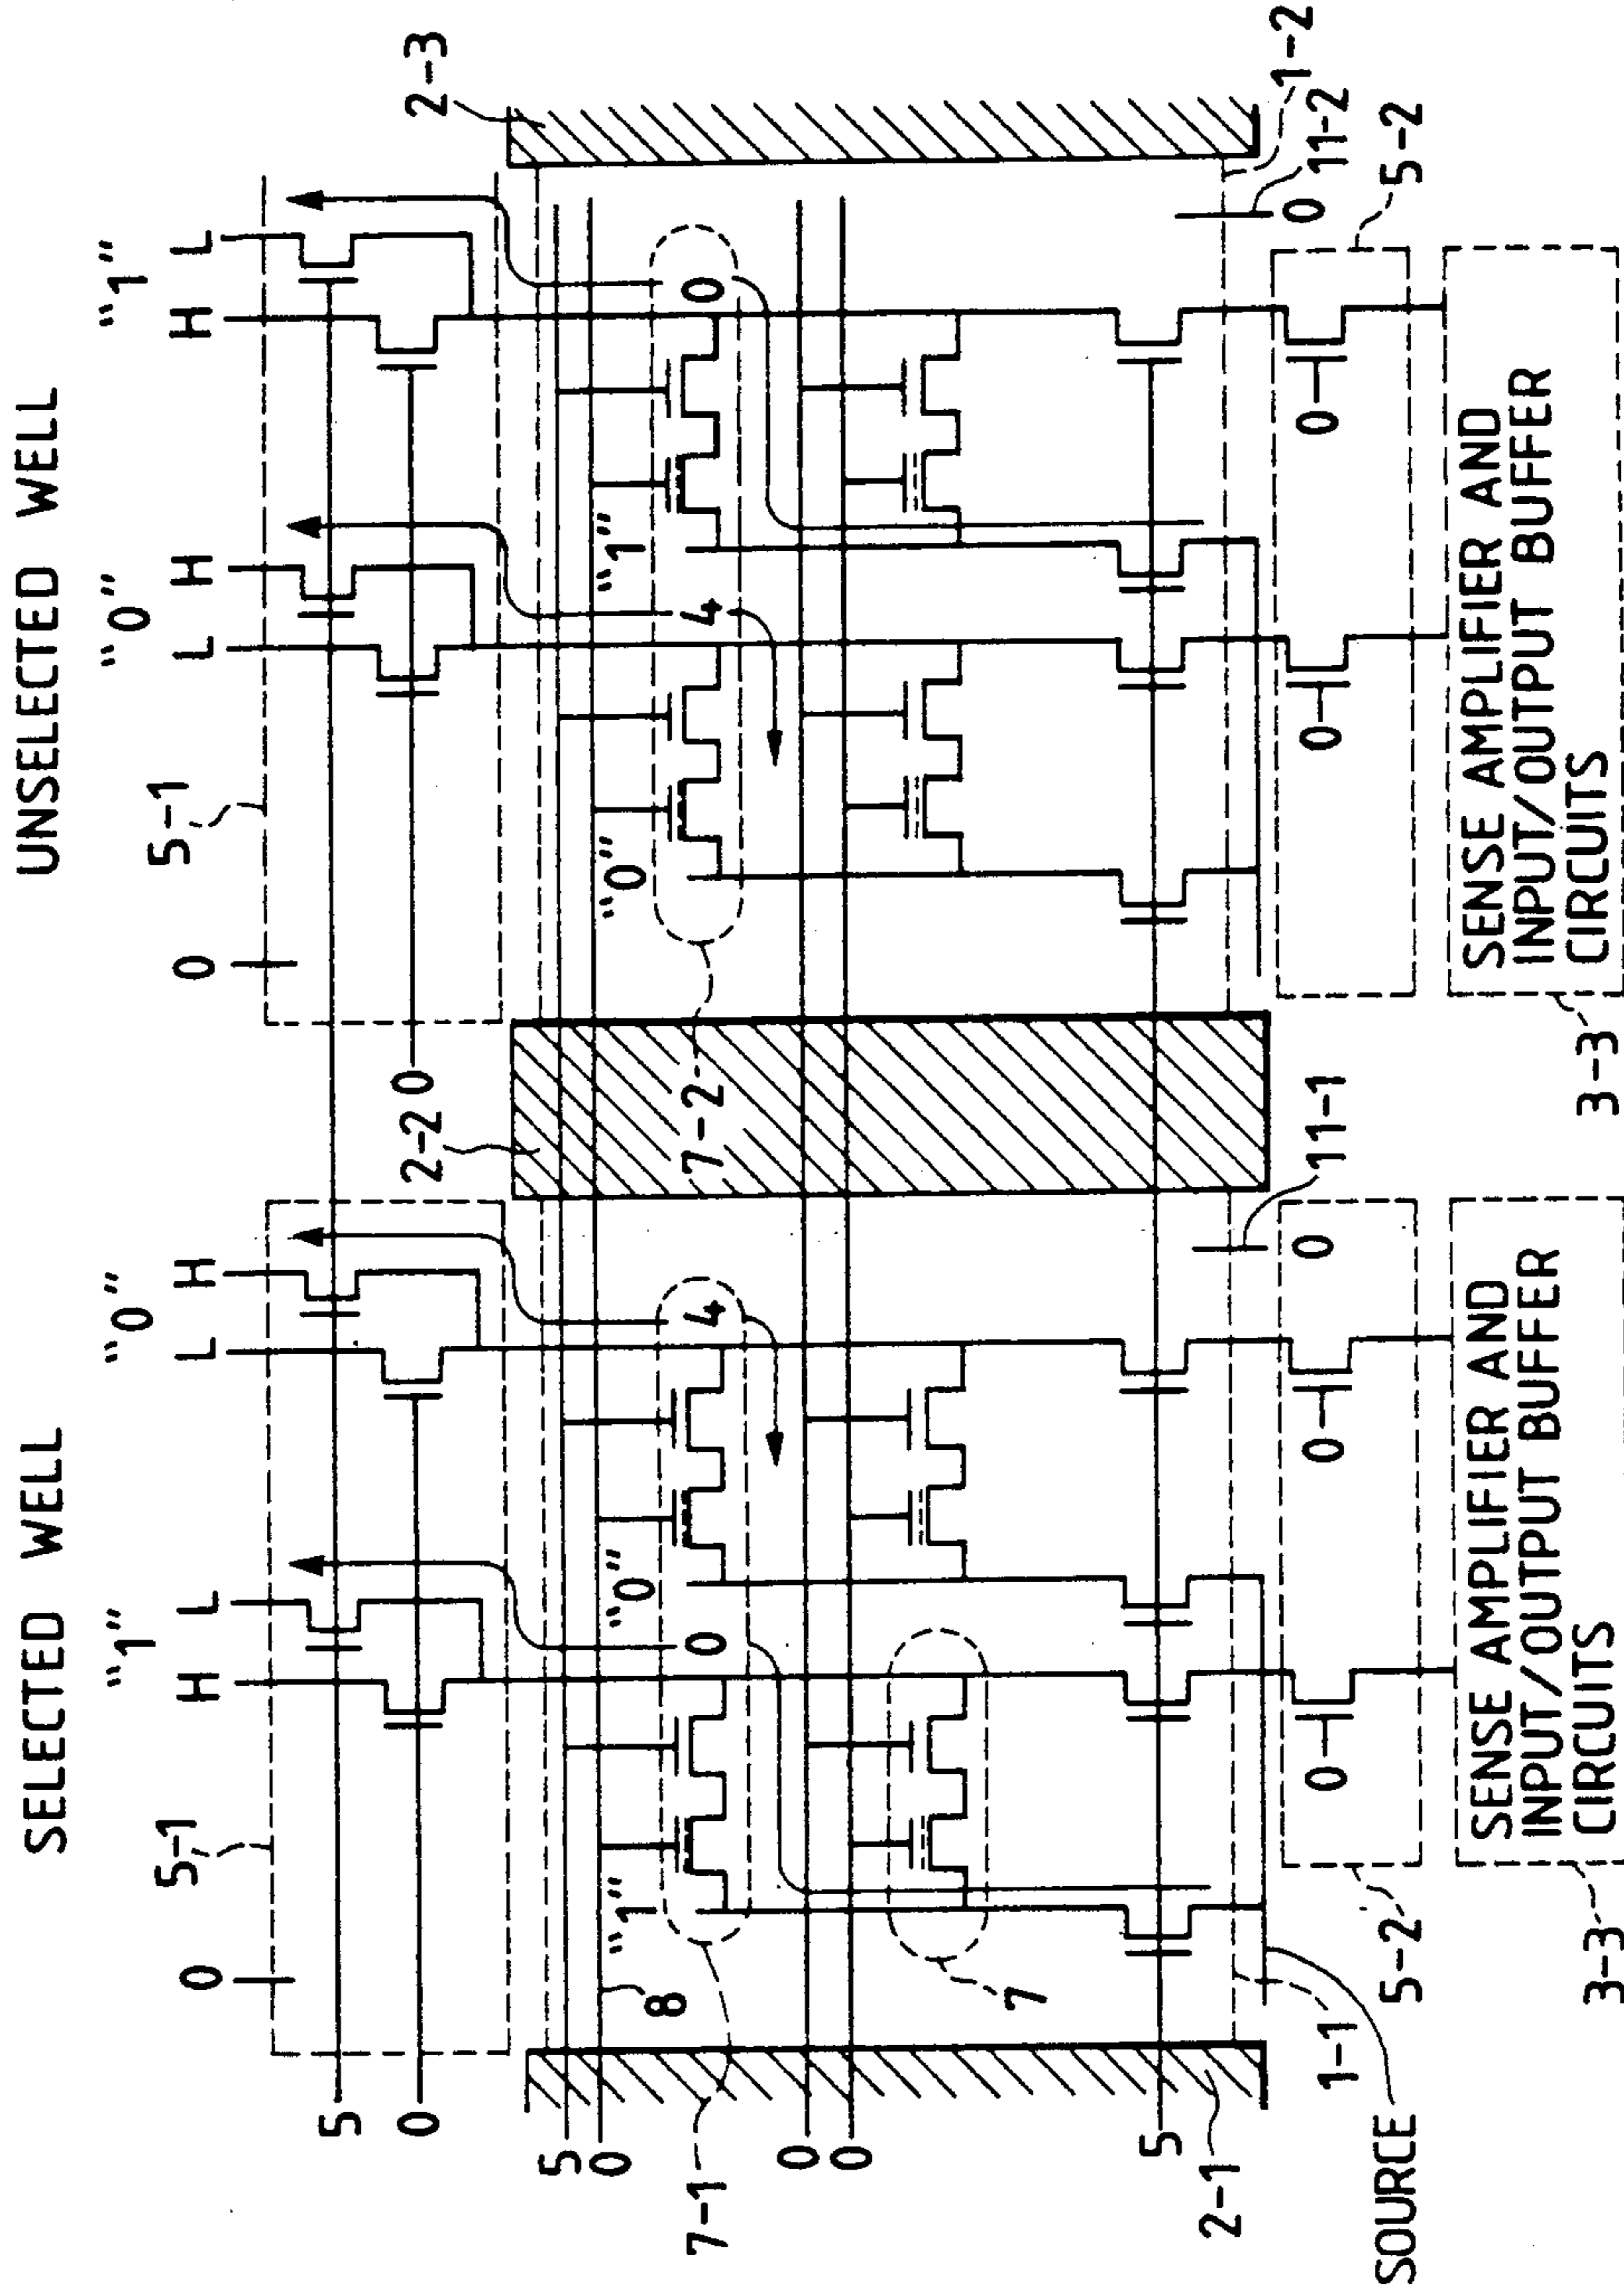 SELECTED WELL
UNSELECTED WELL
"1"
"0"
"0"
"1"
0
5-1
H
L
L
H
0
5-1
L
H
H
L
5
0
2-2
0
2-3
5
0
8
"1"
0
"0"
4
"0"
4
"1"
0
7-1
7-2
0
0
7
5
2-1
11-1
0
1-2
11-2
0
SOURCE
1-1
5-2
0
0
0
0
5-2
3-3
SENSE AMPLIFIER AND
INPUT/OUTPUT BUFFER
CIRCUITS
3-3
SENSE AMPLIFIER AND
INPUT/OUTPUT BUFFER
CIRCUITS